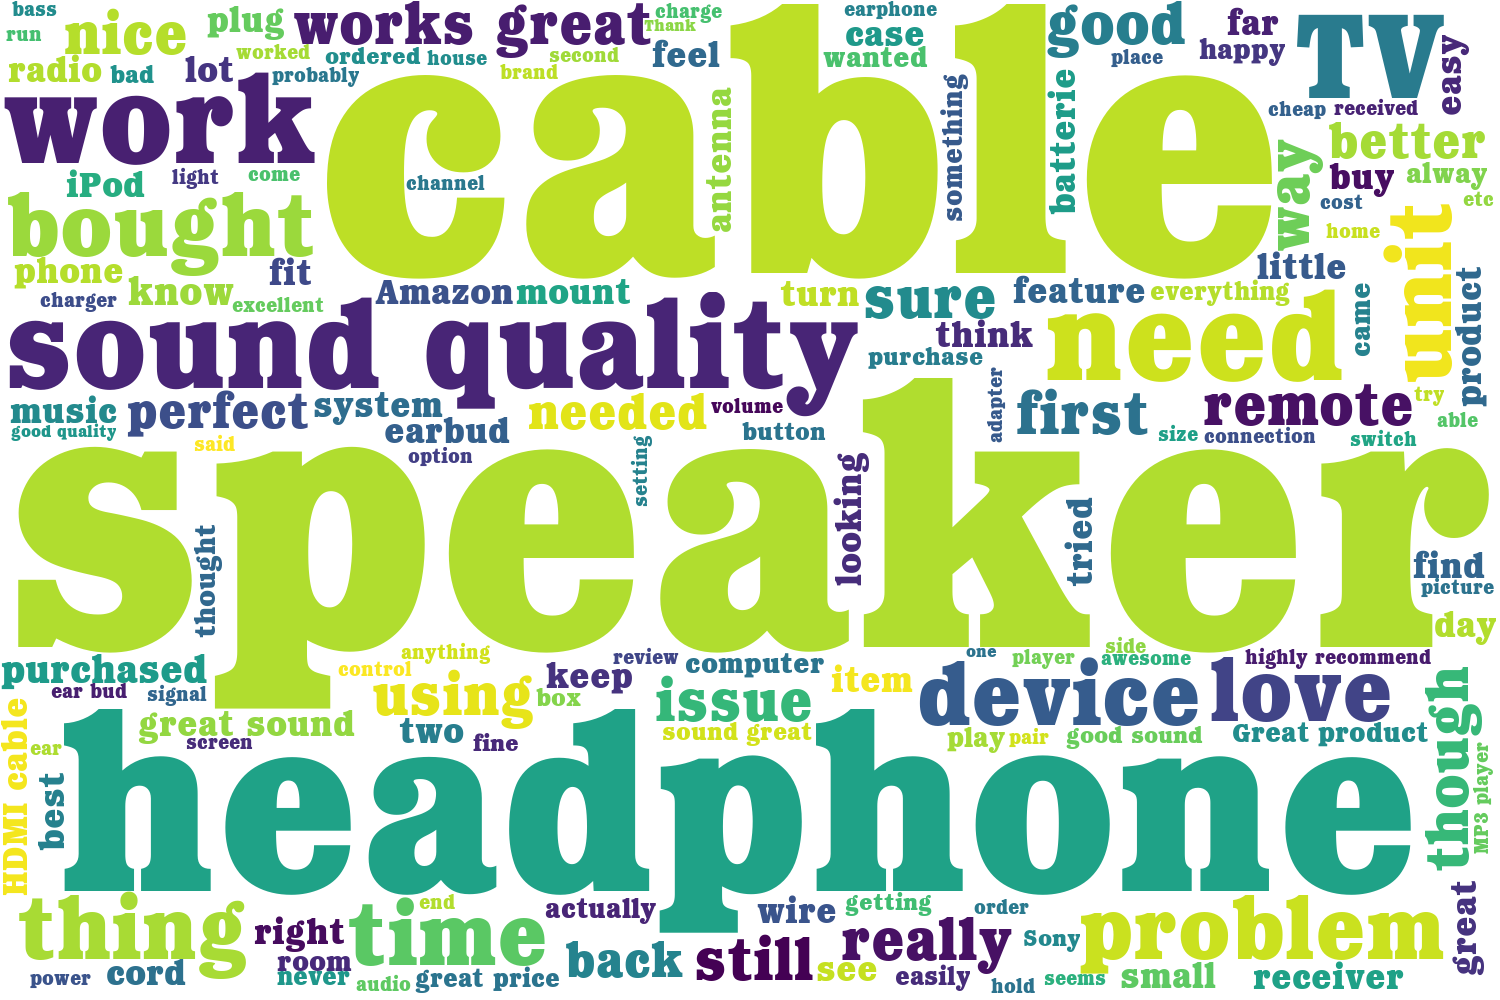 bass
run
nice
plug
works great
charge
Thank
earphone
good
far
TV
easy
radio
bad
lot
worked
ordered
house
probably
brand
second
feel
case
wanted
place
happy
cheap
received
work
cable
antenna
something
batterie
way
better
buy
alway
cost
etc
home
iPod
light
come
channel
bought
phone
know
fit
charger
excellent
Amazon
mount
turn
sure
feature
everything
little
came
unit
product
sound quality
think
purchase
need
music
good quality
perfect
system
earbud
needed
volume
button
adapter
first
remote
try
able
size
connection
switch
said
option
setting
speaker
looking
thought
tried
find
picture
day
purchased
ear bud
signal
control
anything
using
keep
review
box
computer
issue
item
one
player
side
awesome
highly recommend
device
love
though
HDMI cable
ear
great sound
screen
two
fine
sound great
play
pair
good sound
Great product
MP3 player
best
headphone
thing
right
room
never
time
end
audio
actually
great price
back
wire
still
getting
see
really
easily
order
hold
Sony
seems
problem
small
receiver
great
power
cord